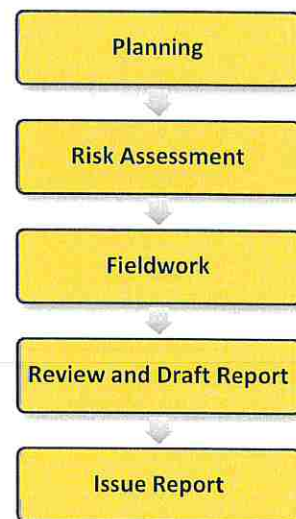 Planning
Risk Assessment
Fieldwork
Review and Draft Report
Issue Report